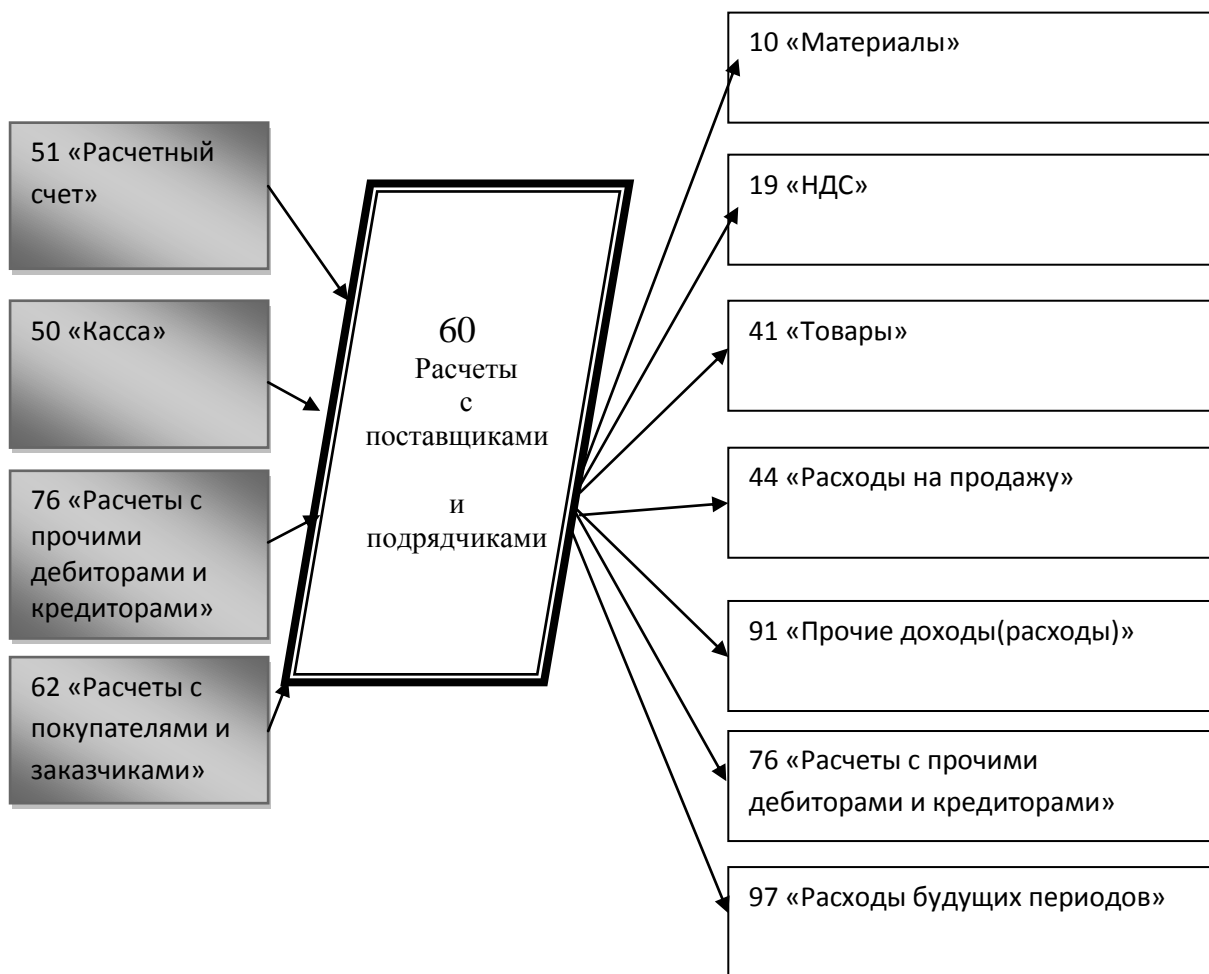 51 «Расчетный
счет»
50 «Касса»
76 «Расчеты с
прочими
дебиторами и
кредиторами»
62 «Расчеты с
покупателями и
заказчиками»
60
Расчеты
с
поставщиками
и
подрядчиками
10 «Материалы»
19 «НДС»
41 «Товары»
44 «Расходы на продажу»
91 «Прочие доходы(расходы)»
76 «Расчеты с прочими
дебиторами и кредиторами»
97 «Расходы будущих периодов»